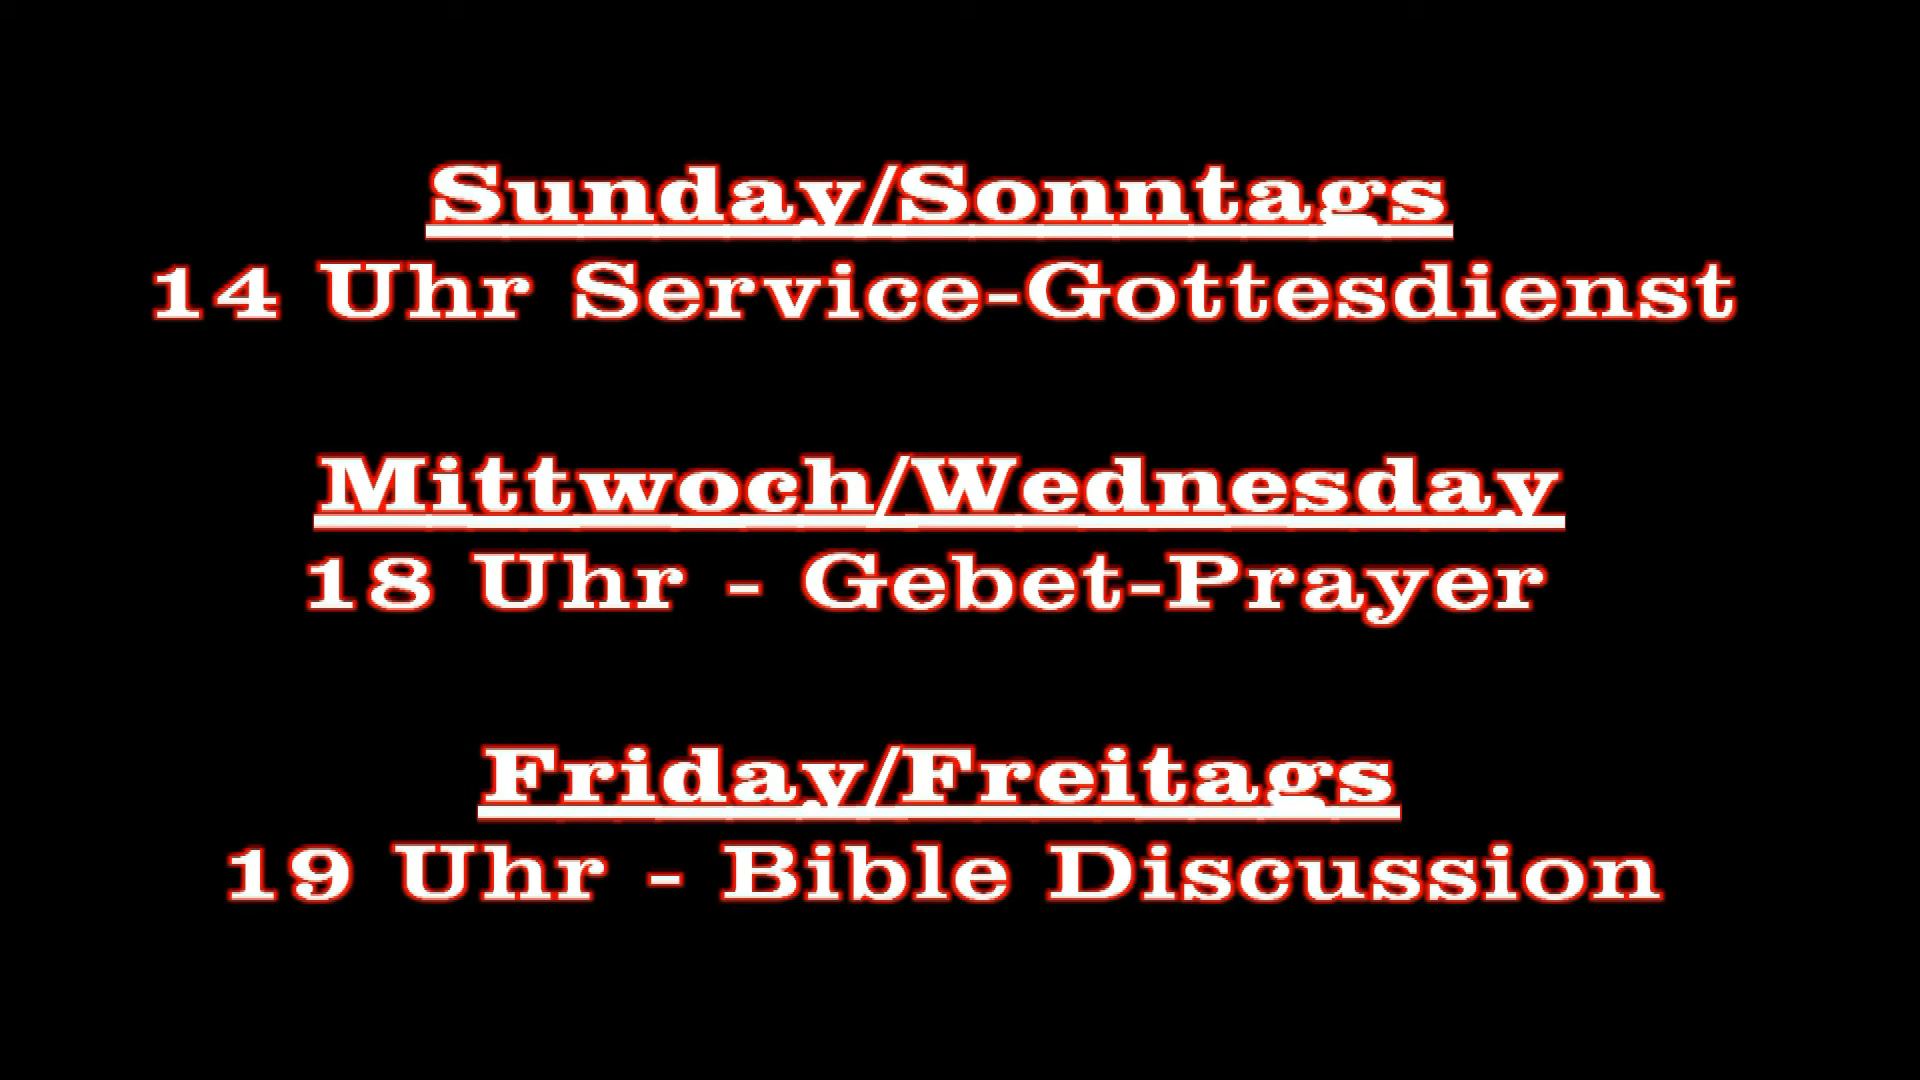 Sunday/Sonntags
14 Uhr Service-Gottesdienst
Mittwoch/Wednesday
18 Uhr - Gebet-Prayer
Friday/Freitags
19 Uhr - Bible Discussion